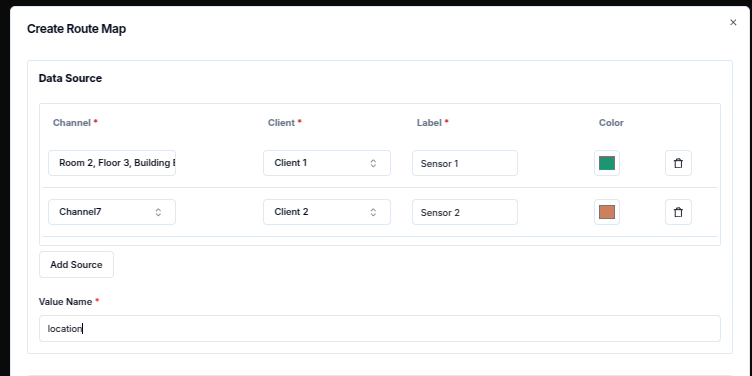 Create Route Map
Data Source
Channel * Client * Label * Color
Room 2, Floor 3, Building Client 1 Sensor 1
Channel7 Client 2 Sensor 2
Add Source
Value Name *
location